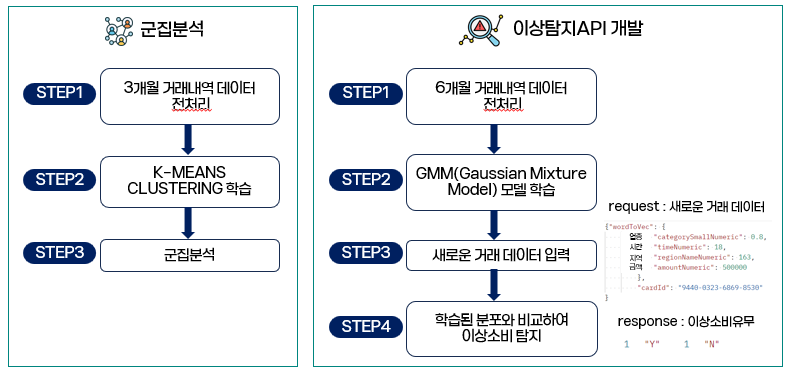 군집분석
STEP1
3개월 거래내역 데이터
전처리
STEP2
K-MEANS
CLUSTERING 학습
STEP3
군집분석
이상탐지API 개발
STEP1
6개월 거래내역 데이터
전처리
STEP2
GMM(Gaussian Mixture
Model) 모델 학습
STEP3
새로운 거래 데이터 입력
STEP4
학습된 분포와 비교하여
이상소비 탐지
request : 새로운 거래 데이터
{"wordToVec": {
업종 "categorySmallNumeric": 0.8,
시간 "timeNumeric": 18,
지역 "regionNameNumeric": 163,
금액 "amountNumeric": 500000
},
"cardId": "9440-0323-6869-8530"
}
response : 이상소비유무
1 "Y" 1 "N"